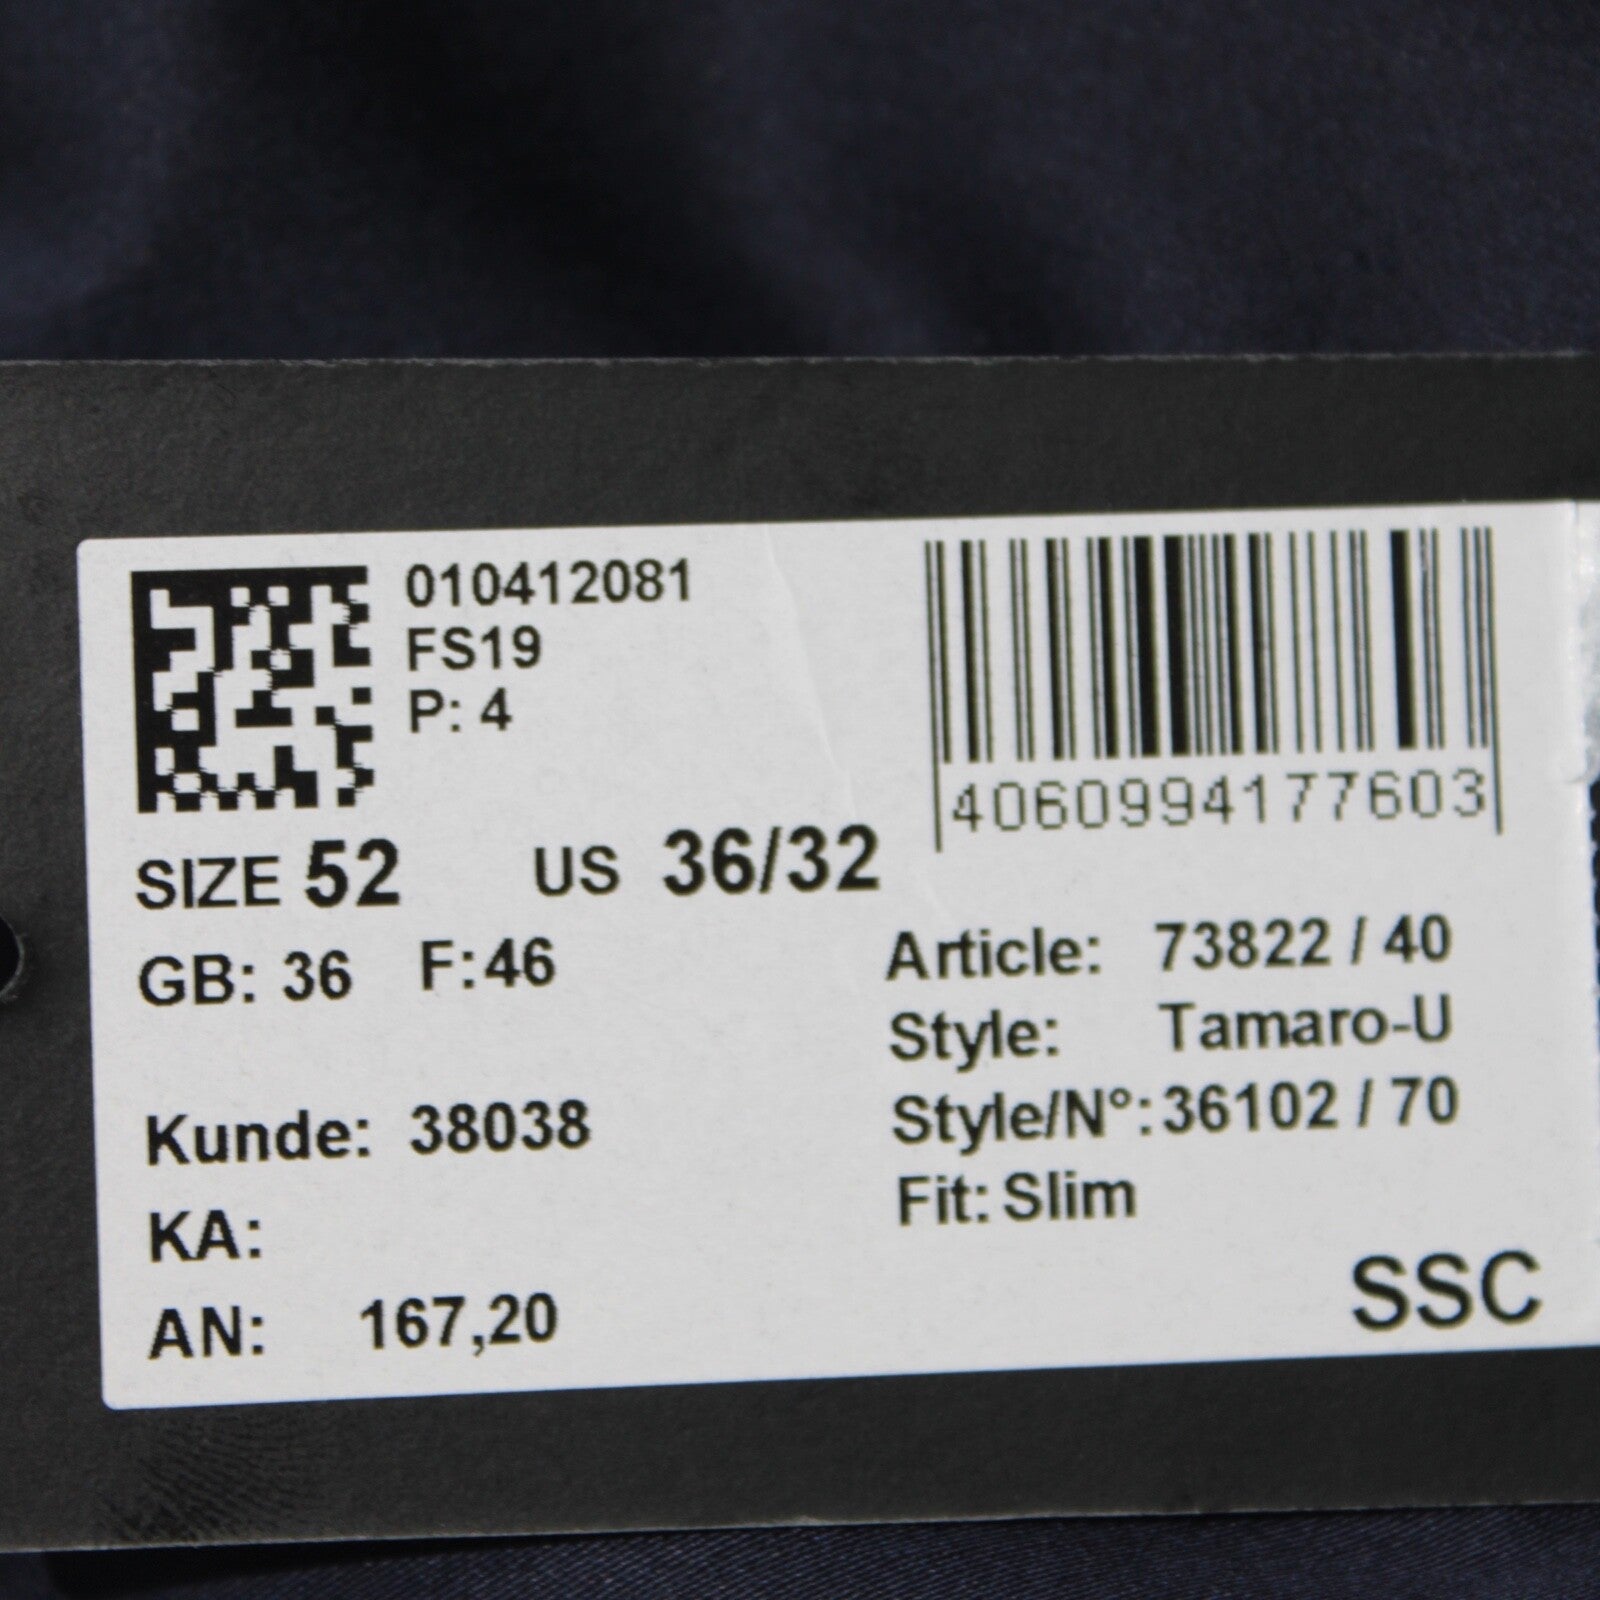 010412081
FS19
P: 4
4060994177603
SIZE 52 US 36/32
GB: 36 F:46
Article: 73822 / 40
Style: Tamaro-U
Kunde: 38038
Style/N°:36102 / 70
KA:
Fit: Slim
AN: 167,20
SSC